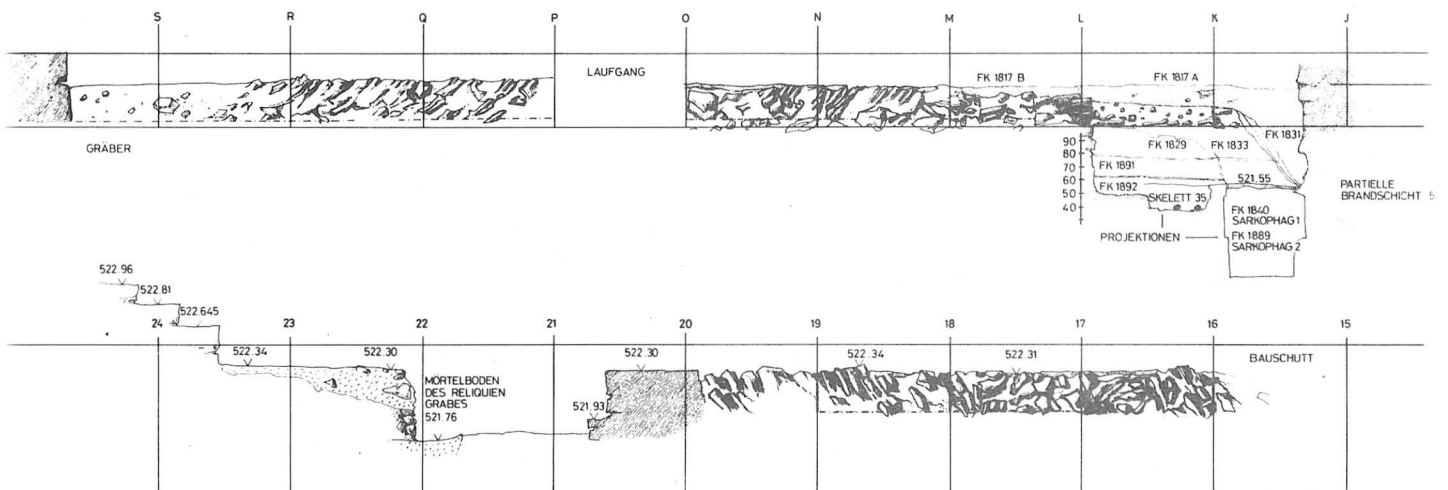 S R Q P O N M L K J
LAUFGANG
FK 1817 B FK 1817 A
FK 1831
GRÄBER
90
80
70
60
50
40
FK 1829 FK 1833
FK 1891
FK 1892
521.55
SKELETT 35
PARTIELLE
BRANDSCHICHT 5
FK 1840
SARKOPHAG 1
FK 1889
SARKOPHAG 2
PROJEKTIONEN
522.96
522.81
522.645
24 23 22 21 20 19 18 17 16 15
522.34 522.30 522.30 522.34 522.31
BAUSCHUTT
MÖRTELBODEN
DES RELIQUIEN
GRABES
521.76
521.93